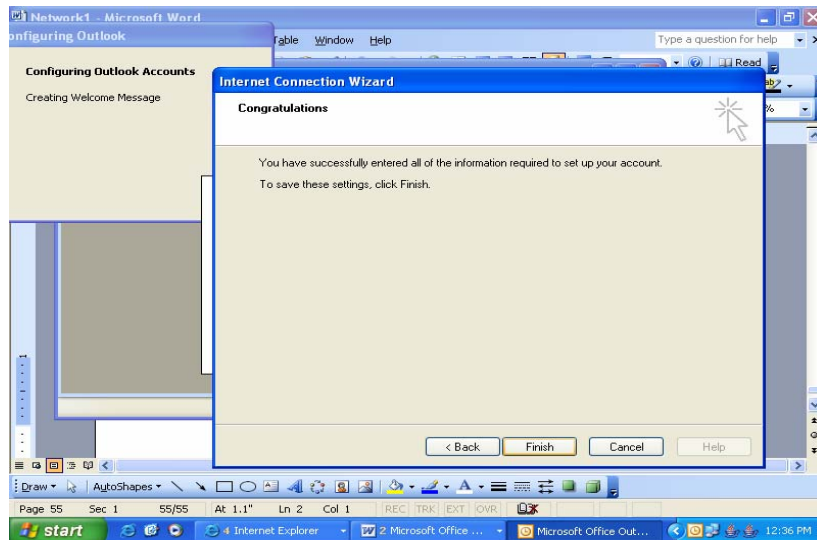 Network1 - Microsoft Word
onfiguring Outlook
Table Window Help
Type a question for help
Read
Configuring Outlook Accounts
Creating Welcome Message
Internet Connection Wizard
Congratulations
%
You have successfully entered all of the information required to set up your account.
To save these settings, click Finish.
< Back Finish Cancel Help
Draw AutoShapes
Page 55 Sec 1 55/55 At 1.1" Ln 2 Col 1 REC TRK EXT OVR
start 4 Internet Explorer 2 Microsoft Office ... Microsoft Office Out... 12:36 PM